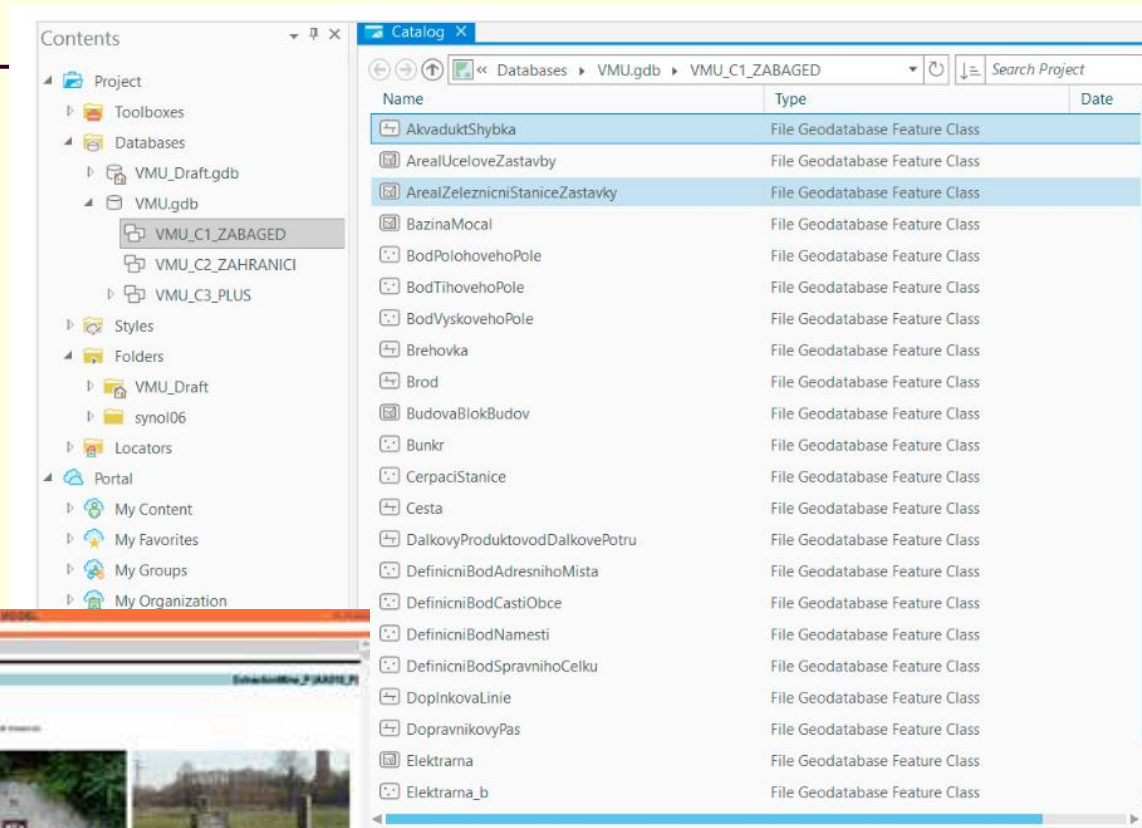 Contents
Project
Toolboxes
Databases
VMU_Draft.gdb
VMU.gdb
VMU_C1_ZABAGED
VMU_C2_ZAHRANICI
VMU_C3_PLUS
Styles
Folders
VMU_Draft
synol06
Locators
Portal
My Content
My Favorites
My Groups
My Organization
Catalog
« Databases VMU.gdb VMU_C1_ZABAGED Search Project
Name Type Date
AkvaduktShybka File Geodatabase Feature Class
ArealUceloveZastavby File Geodatabase Feature Class
ArealZeleznicniStaniceZastavky File Geodatabase Feature Class
BazinaMocal File Geodatabase Feature Class
BodPolohovehoPole File Geodatabase Feature Class
BodTihovehoPole File Geodatabase Feature Class
BodVyskovehoPole File Geodatabase Feature Class
Brehovka File Geodatabase Feature Class
Brod File Geodatabase Feature Class
BudovaBlokBudov File Geodatabase Feature Class
Bunkr File Geodatabase Feature Class
CerpaciStanice File Geodatabase Feature Class
Cesta File Geodatabase Feature Class
DalkovyProduktovodDalkovePotru File Geodatabase Feature Class
DefinicniBodAdresnihoMista File Geodatabase Feature Class
DefinicniBodCastiObce File Geodatabase Feature Class
DefinicniBodNamesti File Geodatabase Feature Class
DefinicniBodSpravnihoCelku File Geodatabase Feature Class
DoplnkovaLinie File Geodatabase Feature Class
DopravnikovyPas File Geodatabase Feature Class
Elektrarna File Geodatabase Feature Class
Elektrarna_b File Geodatabase Feature Class
MODEL